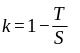 k = 1 − T/S